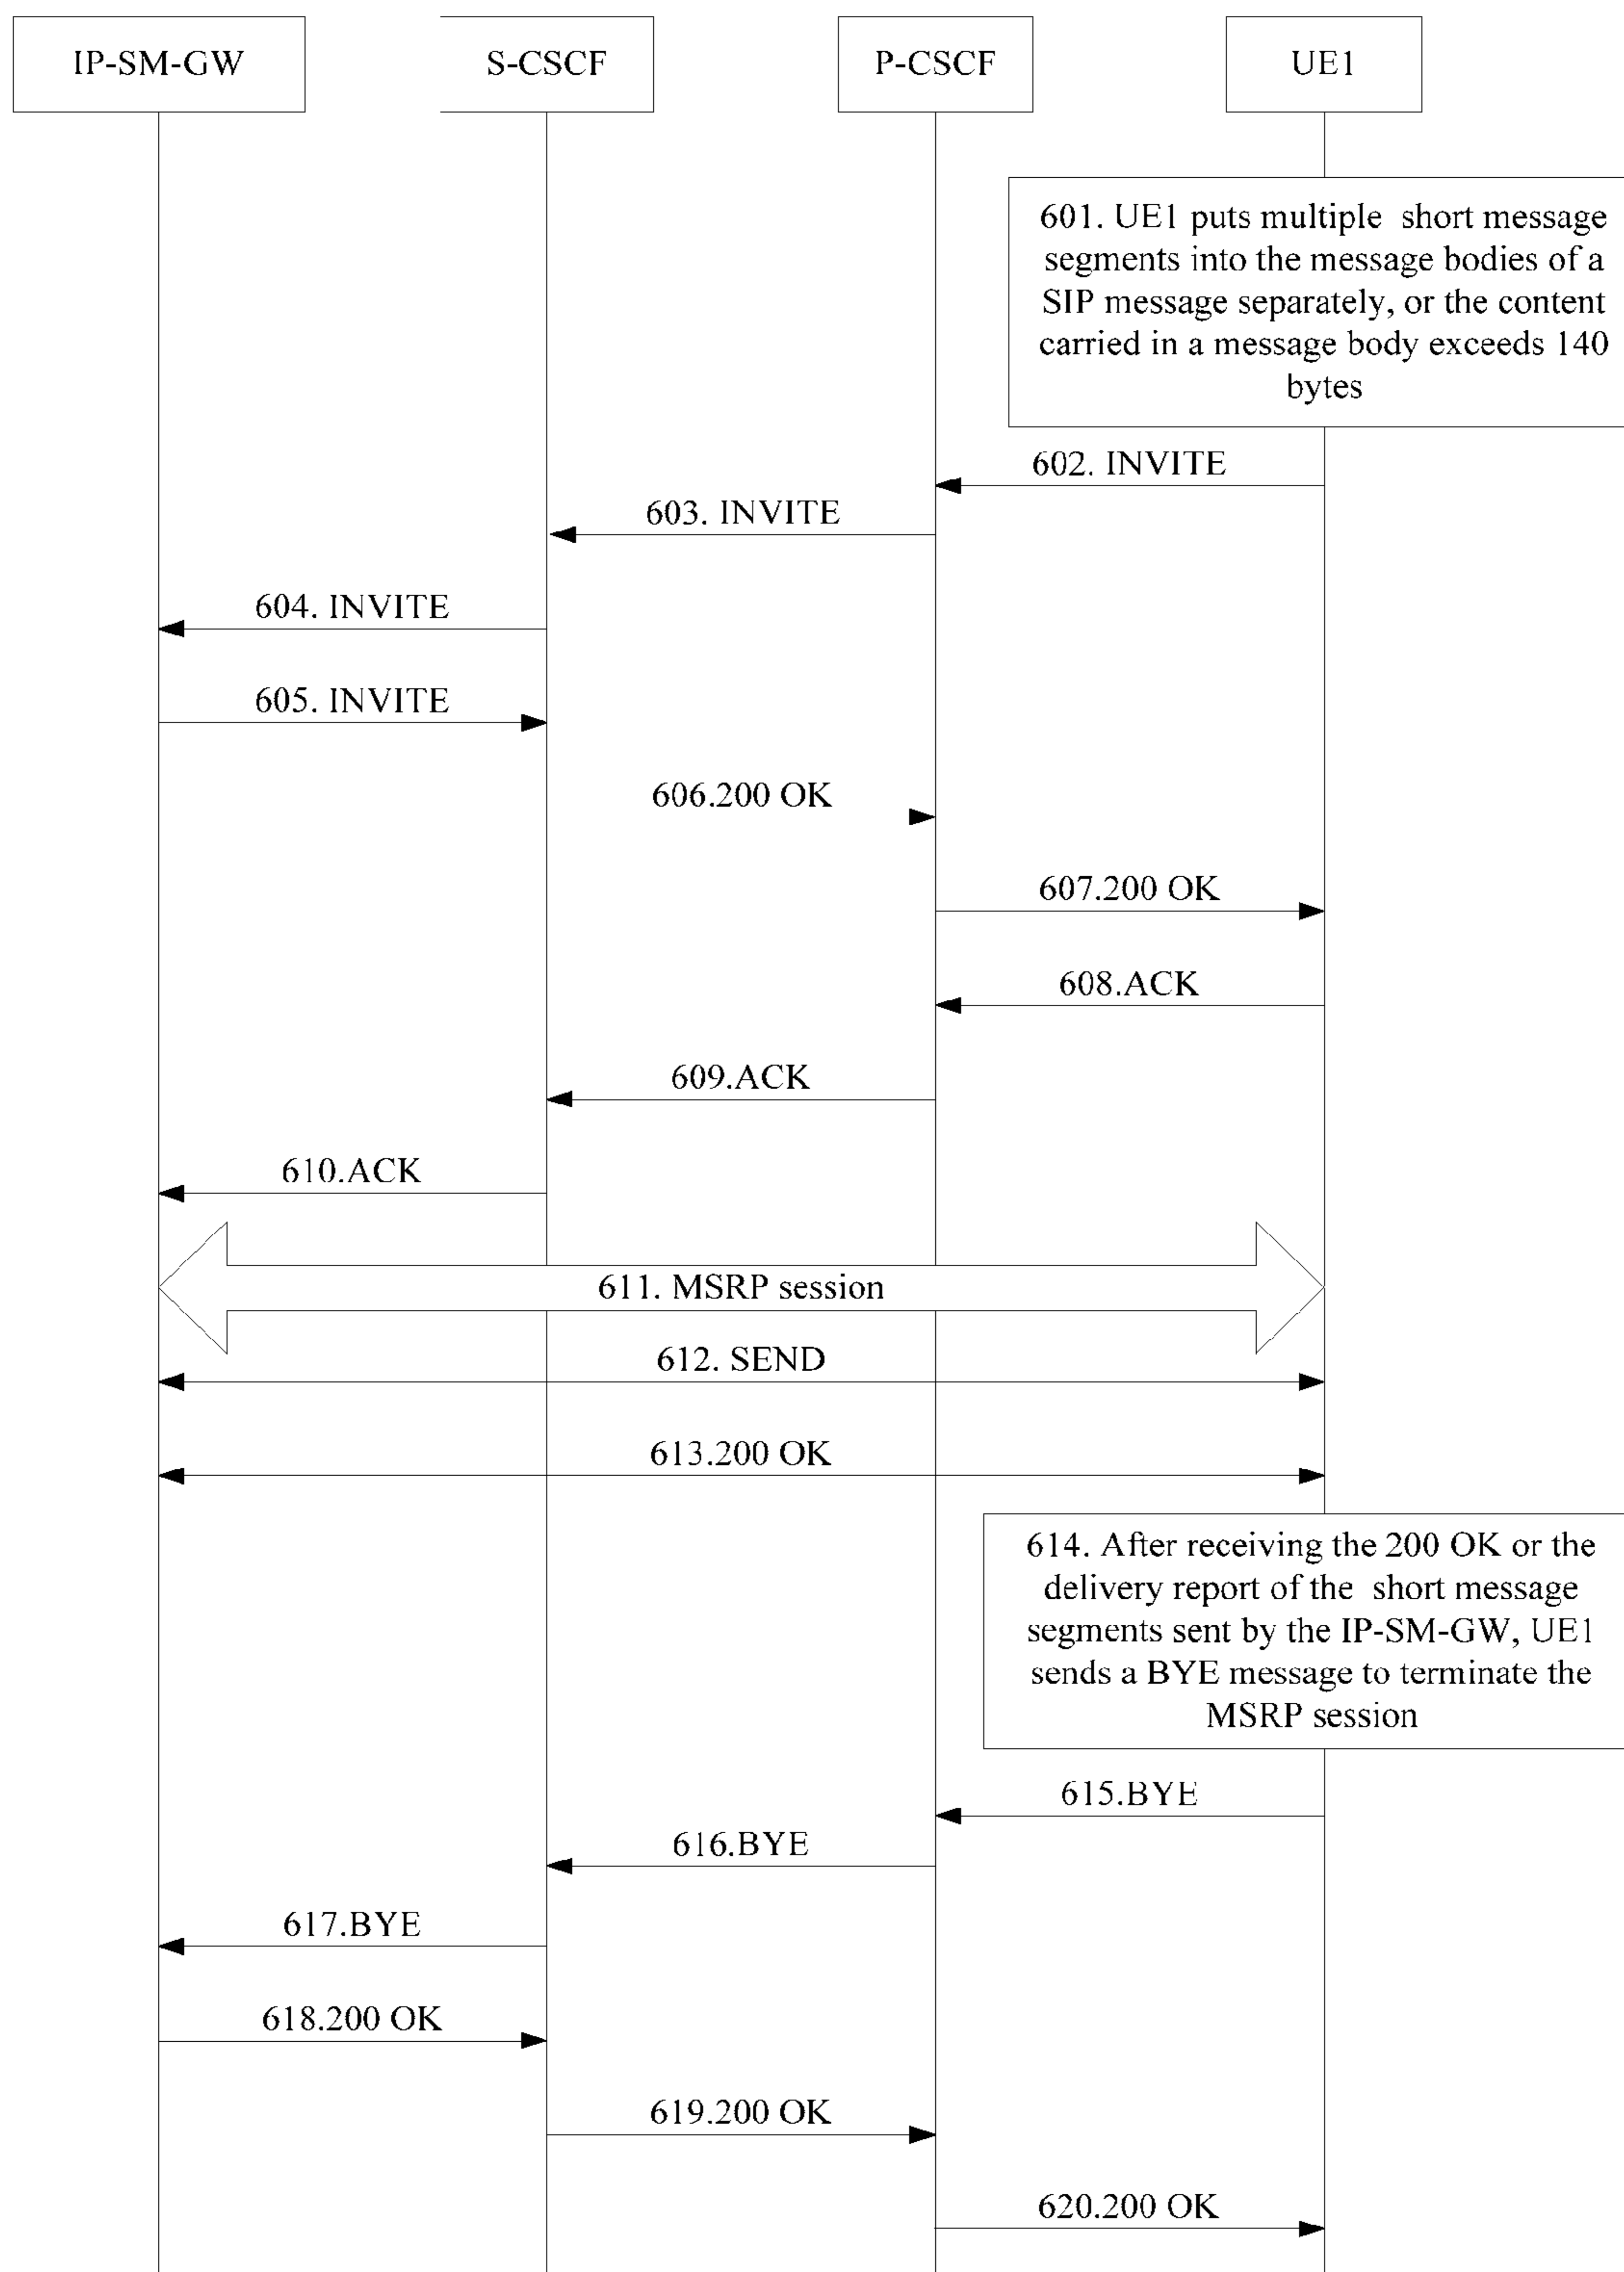 IP-SM-GW
S-CSCF
P-CSCF
UE1
601. UE1 puts multiple short message
segments into the message bodies of a
SIP message separately, or the content
carried in a message body exceeds 140
bytes
602. INVITE
603. INVITE
604. INVITE
605. INVITE
606.200 OK
607.200 OK
608.ACK
609.ACK
610.ACK
611. MSRP session
612. SEND
613.200 OK
614. After receiving the 200 OK or the
delivery report of the short message
segments sent by the IP-SM-GW, UE1
sends a BYE message to terminate the
MSRP session
615.BYE
616.BYE
617.BYE
618.200 OK
619.200 OK
620.200 OK